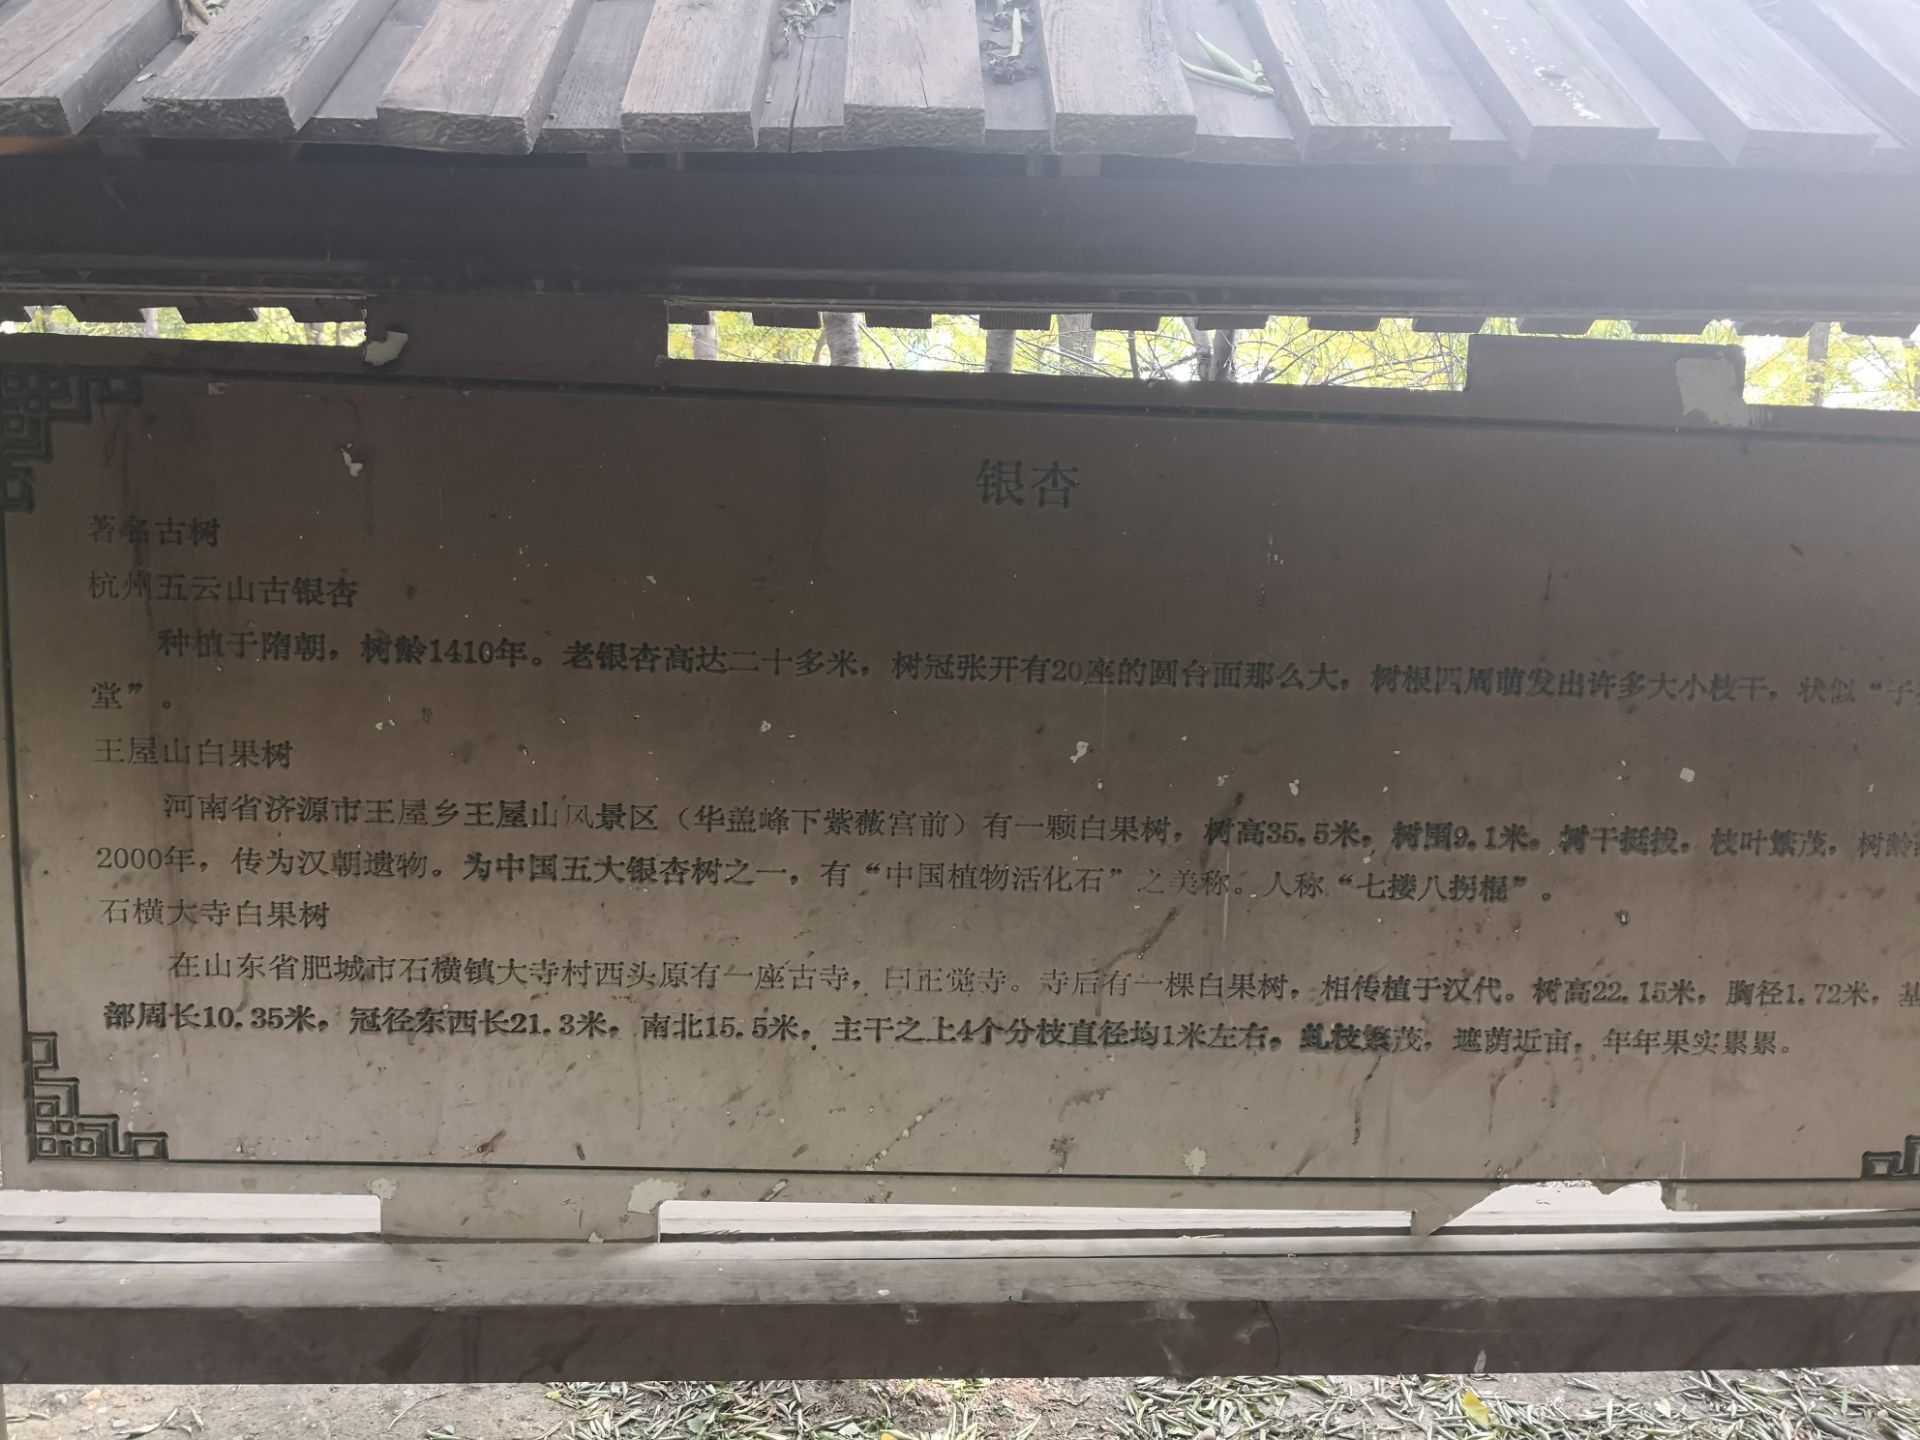 银杏
著名古树
杭州五云山古银杏
种植于隋朝，树龄1410年。老银杏高达二十多米，树冠张开有20座的圆台面那么大，树根四周萌发出许多大小枝干，状似“子
堂”。
王屋山白果树
河南省济源市王屋乡王屋山风景区（华盖峰下紫薇宫前）有一颗白果树，树高35.5米，树围9.1米。树干挺拔，枝叶繁茂，树龄
2000年，传为汉朝遗物。为中国五大银杏树之一，有“中国植物活化石”之美称。人称“七搂八拐棍”。
石横大寺白果树
在山东省肥城市石横镇大寺村西头原有一座古寺，曰正觉寺。寺后有一棵白果树，相传植于汉代。树高22.15米，胸径1.72米，基
部周长10.35米，冠径东西长21.3米，南北15.5米，主干之上4个分枝直径均1米左右，虬枝繁茂，遮荫近亩，年年果实累累。